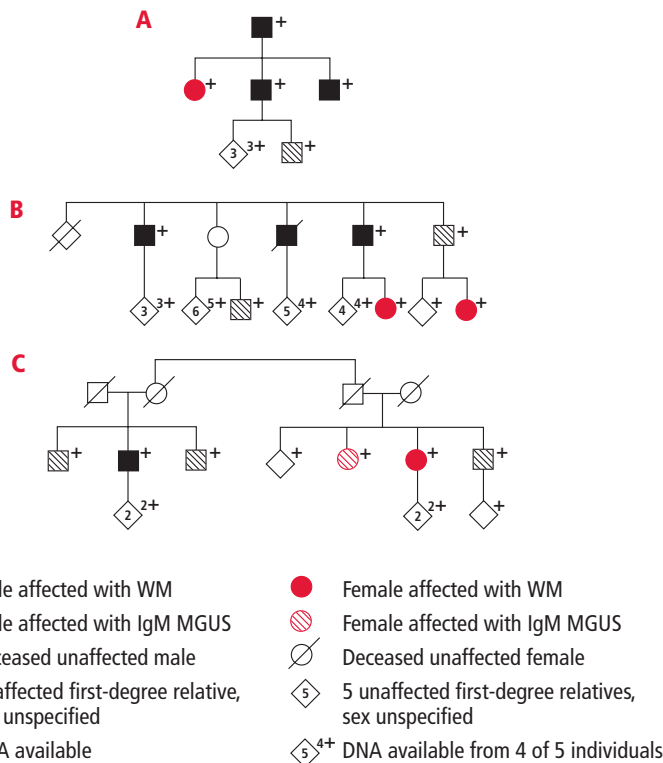 A
+
+ + +
3 3+ +
B
+ + +
3 3+ 6 5+ + 5 4+ 4 4+ + + +
C
+ + + + + + +
2 2+ 2 2+ +
le affected with WM Female affected with WM
le affected with IgM MGUS Female affected with IgM MGUS
ceased unaffected male Deceased unaffected female
affected first-degree relative, 5 5 unaffected first-degree relatives,
unspecified sex unspecified
A available 5 4+ DNA available from 4 of 5 individuals